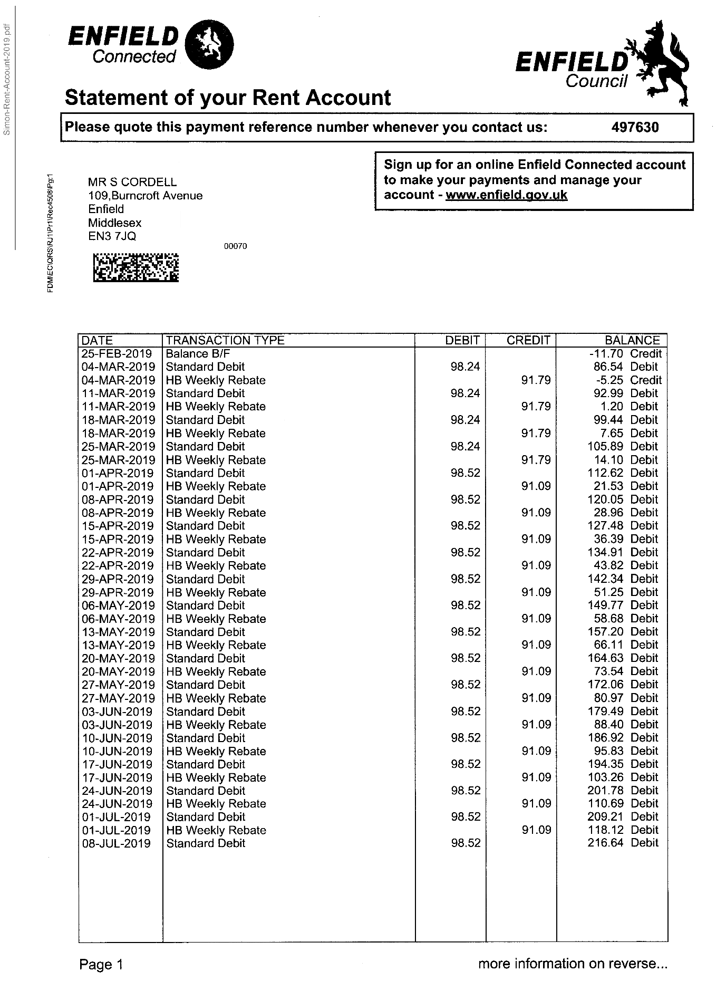 Simon-Rent-Account-2019.pdf
ENFIELD
Connected
ENFIELD
Council
Statement of your Rent Account
Please quote this payment reference number whenever you contact us: 497630
Sign up for an online Enfield Connected account
to make your payments and manage your
account - www.enfield.gov.uk
FDM\EC\QRS\RJ1\Pr1\Rec4508\Pg:1
MR S CORDELL
109,Burncroft Avenue
Enfield
Middlesex
EN3 7JQ
00070
DATE TRANSACTION TYPE DEBIT CREDIT BALANCE
25-FEB-2019 Balance B/F -11.70 Credit
04-MAR-2019 Standard Debit 98.24 86.54 Debit
04-MAR-2019 HB Weekly Rebate 91.79 -5.25 Credit
11-MAR-2019 Standard Debit 98.24 92.99 Debit
11-MAR-2019 HB Weekly Rebate 91.79 1.20 Debit
18-MAR-2019 Standard Debit 98.24 99.44 Debit
18-MAR-2019 HB Weekly Rebate 91.79 7.65 Debit
25-MAR-2019 Standard Debit 98.24 105.89 Debit
25-MAR-2019 HB Weekly Rebate 91.79 14.10 Debit
01-APR-2019 Standard Debit 98.52 112.62 Debit
01-APR-2019 HB Weekly Rebate 91.09 21.53 Debit
08-APR-2019 Standard Debit 98.52 120.05 Debit
08-APR-2019 HB Weekly Rebate 91.09 28.96 Debit
15-APR-2019 Standard Debit 98.52 127.48 Debit
15-APR-2019 HB Weekly Rebate 91.09 36.39 Debit
22-APR-2019 Standard Debit 98.52 134.91 Debit
22-APR-2019 HB Weekly Rebate 91.09 43.82 Debit
29-APR-2019 Standard Debit 98.52 142.34 Debit
29-APR-2019 HB Weekly Rebate 91.09 51.25 Debit
06-MAY-2019 Standard Debit 98.52 149.77 Debit
06-MAY-2019 HB Weekly Rebate 91.09 58.68 Debit
13-MAY-2019 Standard Debit 98.52 157.20 Debit
13-MAY-2019 HB Weekly Rebate 91.09 66.11 Debit
20-MAY-2019 Standard Debit 98.52 164.63 Debit
20-MAY-2019 HB Weekly Rebate 91.09 73.54 Debit
27-MAY-2019 Standard Debit 98.52 172.06 Debit
27-MAY-2019 HB Weekly Rebate 91.09 80.97 Debit
03-JUN-2019 Standard Debit 98.52 179.49 Debit
03-JUN-2019 HB Weekly Rebate 91.09 88.40 Debit
10-JUN-2019 Standard Debit 98.52 186.92 Debit
10-JUN-2019 HB Weekly Rebate 91.09 95.83 Debit
17-JUN-2019 Standard Debit 98.52 194.35 Debit
17-JUN-2019 HB Weekly Rebate 91.09 103.26 Debit
24-JUN-2019 Standard Debit 98.52 201.78 Debit
24-JUN-2019 HB Weekly Rebate 91.09 110.69 Debit
01-JUL-2019 Standard Debit 98.52 209.21 Debit
01-JUL-2019 HB Weekly Rebate 91.09 118.12 Debit
08-JUL-2019 Standard Debit 98.52 216.64 Debit
Page 1
more information on reverse...